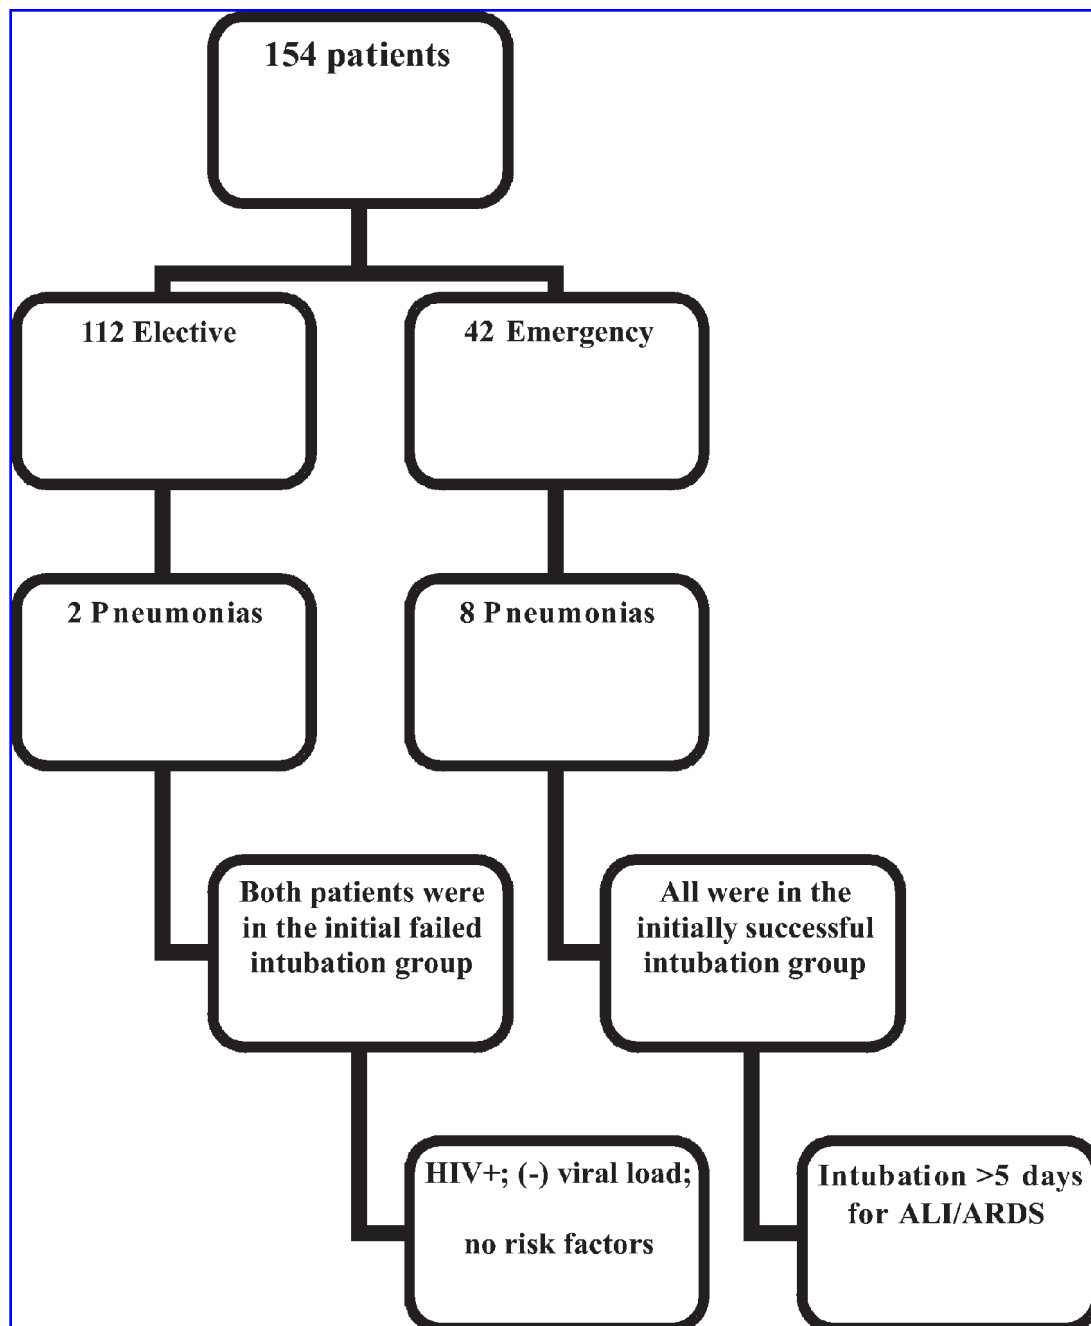 154 patients
112 Elective
42 Emergency
2 Pneumonias
8 Pneumonias
Both patients were
in the initial failed
intubation group
All were in the
initially successful
intubation group
HIV+; (-) viral load;
no risk factors
Intubation >5 days
for ALI/ARDS